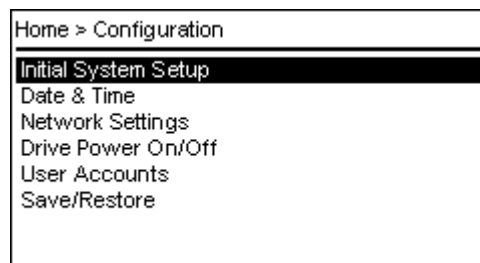 Home > Configuration
Initial System Setup
Date & Time
Network Settings
Drive Power On/Off
User Accounts
Save/Restore